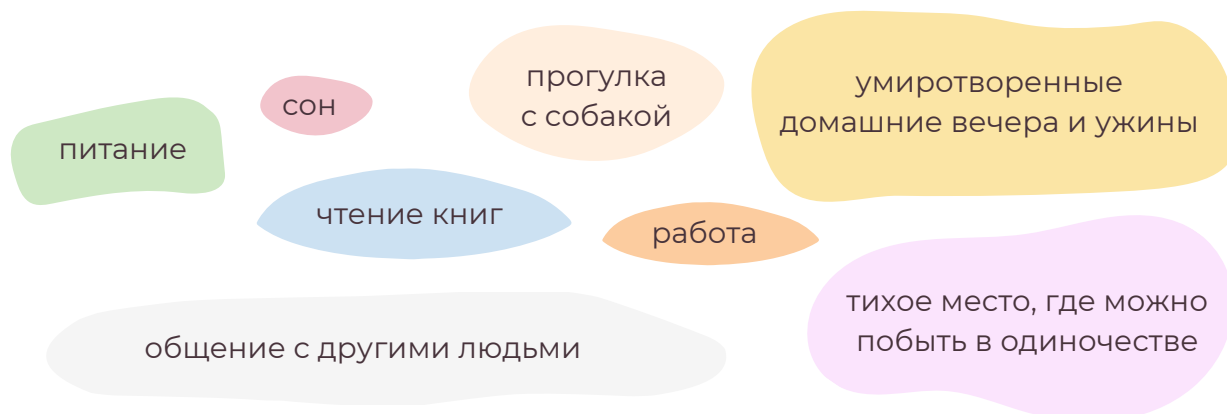 питание
сон
прогулка
с собакой
умиротворенные
домашние вечера и ужины
чтение книг
работа
общение с другими людьми
тихое место, где можно
побыть в одиночестве